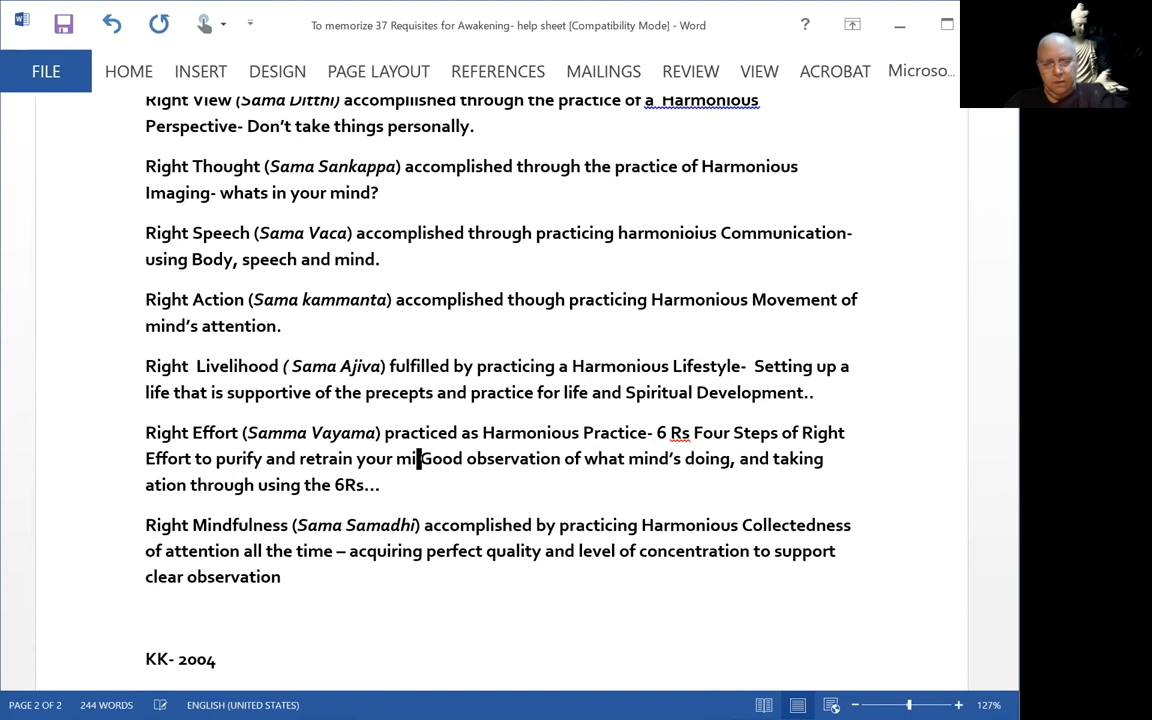 To memorize 37 Requisites for Awakening- help sheet [Compatibility Mode] - Word
?
FILE HOME INSERT DESIGN PAGE LAYOUT REFERENCES MAILINGS REVIEW VIEW ACROBAT Microso...
Right View (Sama Ditthi) accomplished through the practice of a Harmonious
Perspective- Don't take things personally.
Right Thought (Sama Sankappa) accomplished through the practice of Harmonious
Imaging- whats in your mind?
Right Speech (Sama Vaca) accomplished through practicing harmonioius Communication-
using Body, speech and mind.
Right Action (Sama kammanta) accomplished though practicing Harmonious Movement of
mind's attention.
Right Livelihood ( Sama Ajiva) fulfilled by practicing a Harmonious Lifestyle- Setting up a
life that is supportive of the precepts and practice for life and Spiritual Development..
Right Effort (Samma Vayama) practiced as Harmonious Practice- 6 Rs Four Steps of Right
Effort to purify and retrain your miGood observation of what mind's doing, and taking
ation through using the 6Rs...
Right Mindfulness (Sama Samadhi) accomplished by practicing Harmonious Collectedness
of attention all the time – acquiring perfect quality and level of concentration to support
clear observation
KK- 2004
PAGE 2 OF 2 244 WORDS ENGLISH (UNITED STATES) 127%